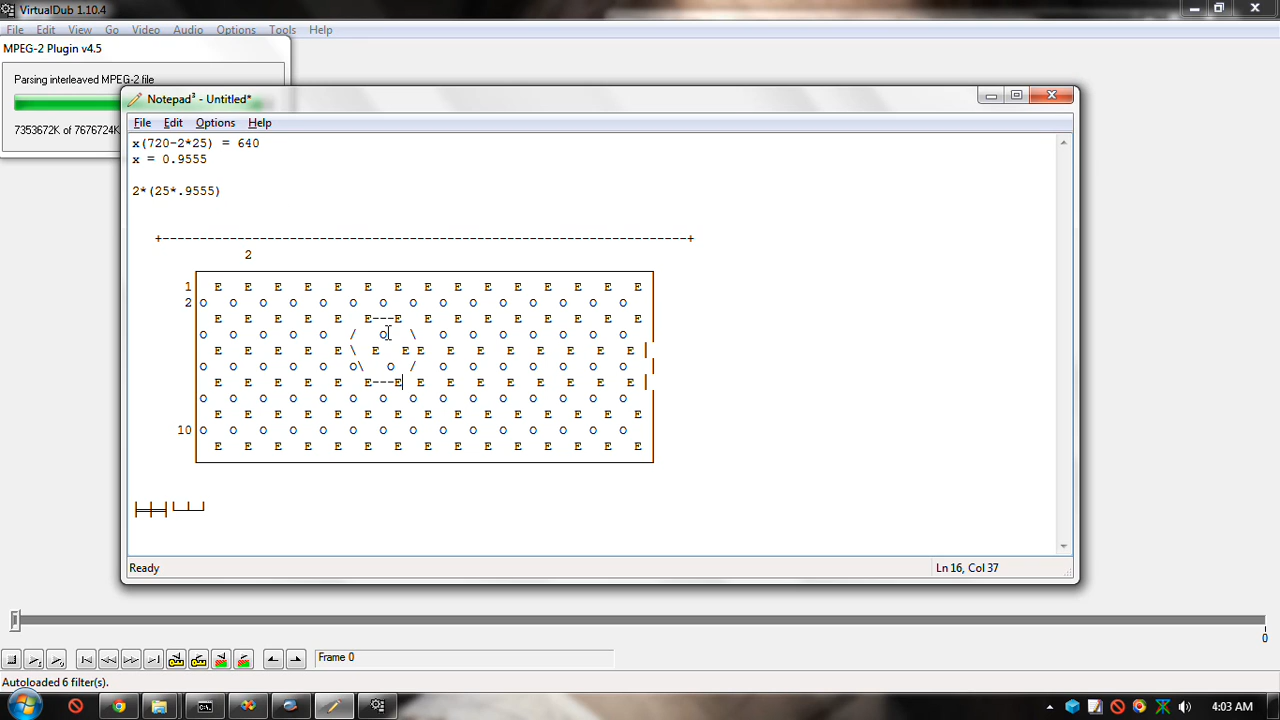 VirtualDub 1.10.4
File Edit View Go Video Audio Options Tools Help
MPEG-2 Plugin v4.5
Parsing interleaved MPEG-2 file
7353672K of 7676724K
Notepad³ - Untitled*
File Edit Options Help
x(720-2*25) = 640
x = 0.9555
2*(25*.9555)
+----------------------------------------------------------------------+
2
1 E E E E E E E E E E E E E E E
2 O O O O O O O O O O O O O O O
E E E E E E---E E E E E E E E E
O O O O O / O \ O O O O O O O
E E E E E \ E E E E E E E E E E |
O O O O O O\ O / O O O O O O O |
E E E E E E---E E E E E E E E E |
O O O O O O O O O O O O O O O
E E E E E E E E E E E E E E E
10 O O O O O O O O O O O O O O O
E E E E E E E E E E E E E E E
╞╪╡└┴┘
Ready
Ln 16, Col 37
0
Frame 0
Autoloaded 6 filter(s).
4:03 AM